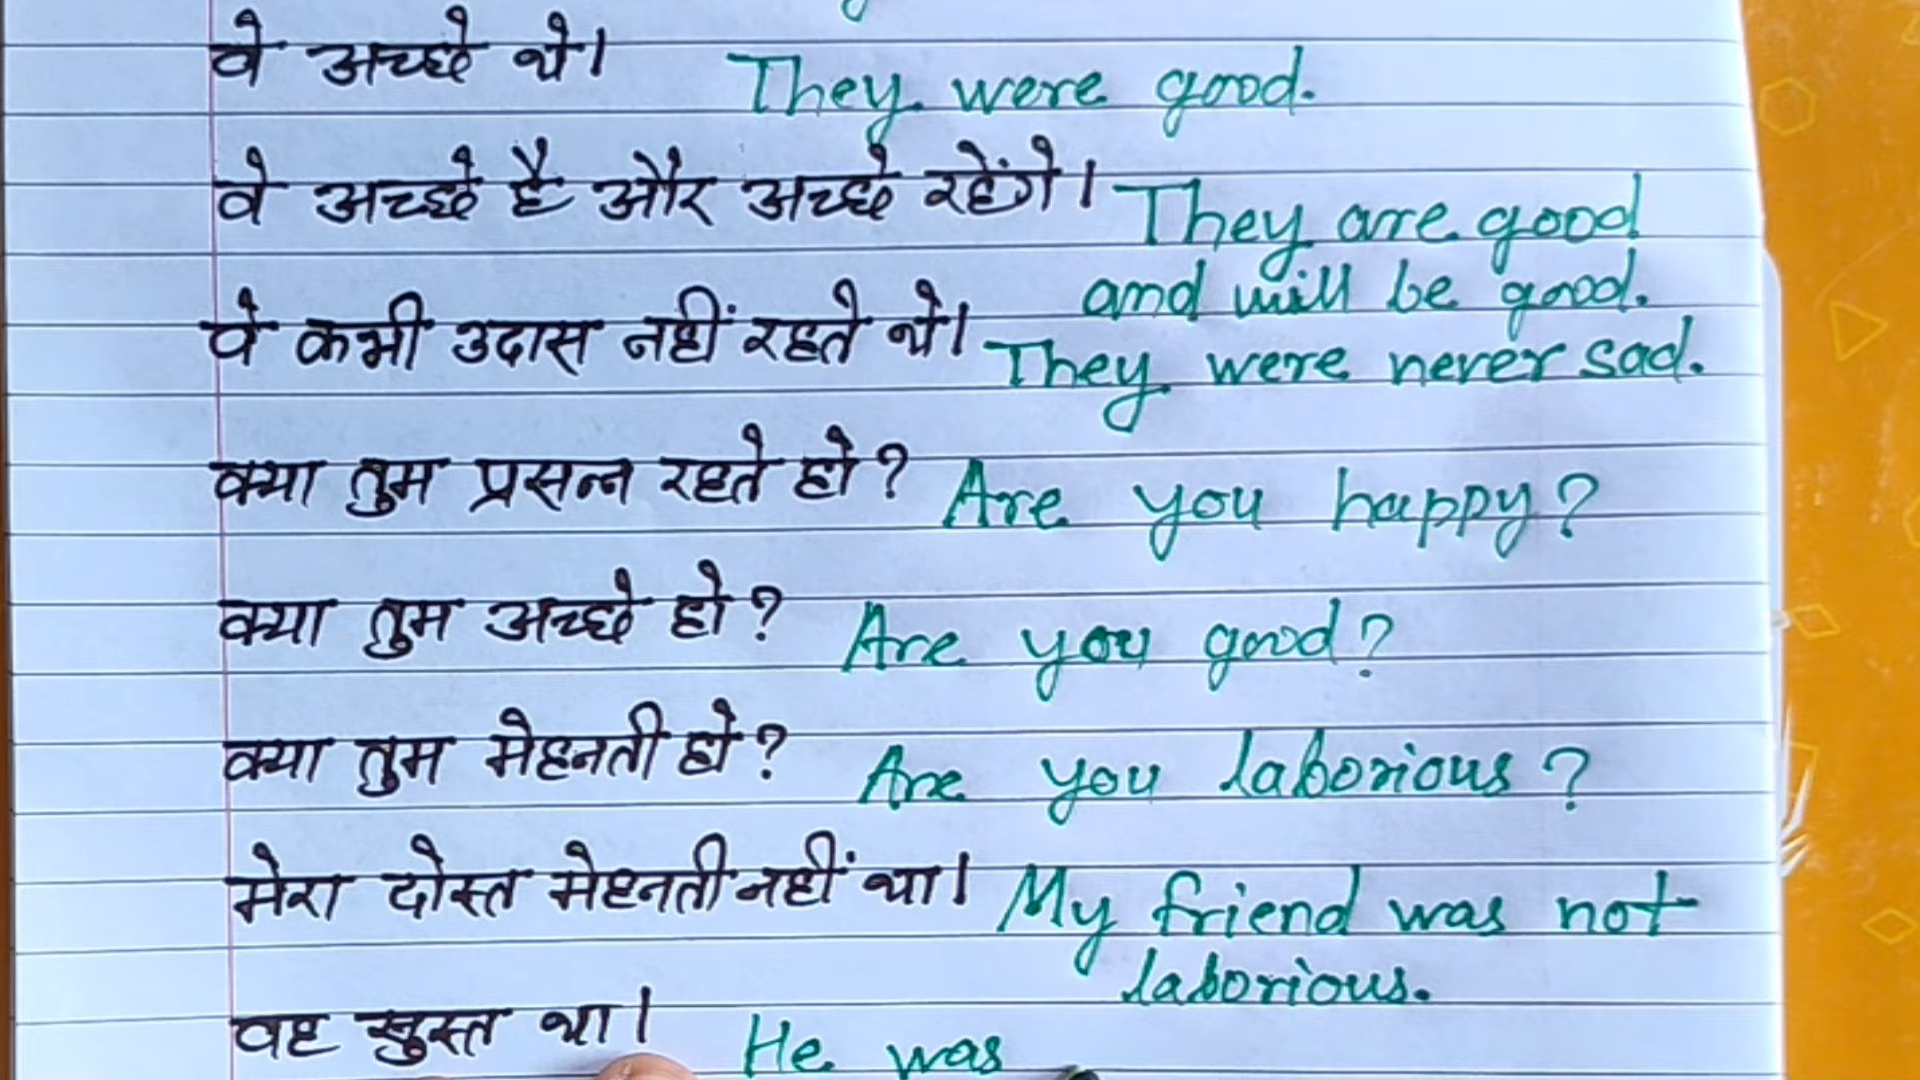 वे अच्छे थे। They were good.
वे अच्छे है और अच्छे रहेंगे। They are good
and will be good.
वे कभी उदास नहीं रहते थे। They were never sad.
क्या तुम प्रसन्न रहते हो? Are you happy?
क्या तुम अच्छे हो? Are you good?
क्या तुम मेहनती हो? Are you laborious?
मेरा दोस्त मेहनती नहीं था। My friend was not
laborious.
वह सुस्त था। He was